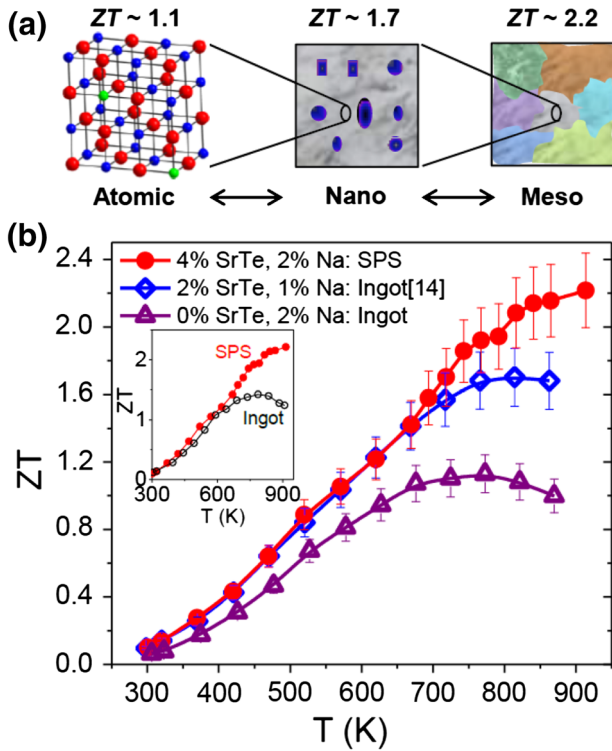 (a) ZT ~ 1.1 ZT ~ 1.7 ZT ~ 2.2
Atomic Nano Meso
(b)
2.4
2.0
1.6
1.2
0.8
0.4
0.0
ZT
4% SrTe, 2% Na: SPS
2% SrTe, 1% Na: Ingot[14]
0% SrTe, 2% Na: Ingot
2
1
0
ZT
SPS
Ingot
300 600 900
T (K)
300 400 500 600 700 800 900
T (K)